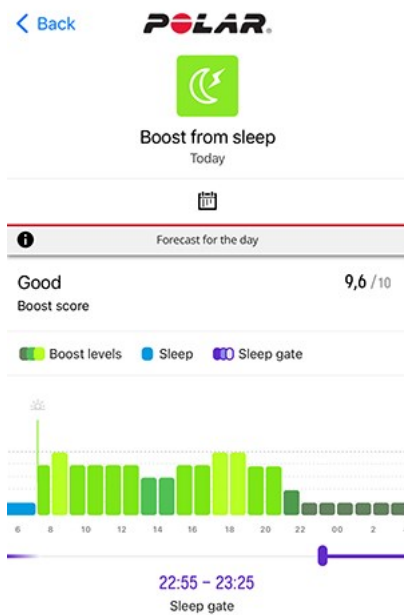 Back
POLAR.
Boost from sleep
Today
Forecast for the day
Good
9,6 /10
Boost score
Boost levels Sleep Sleep gate
6 8 10 12 14 16 18 20 22 00 2
22:55 – 23:25
Sleep gate